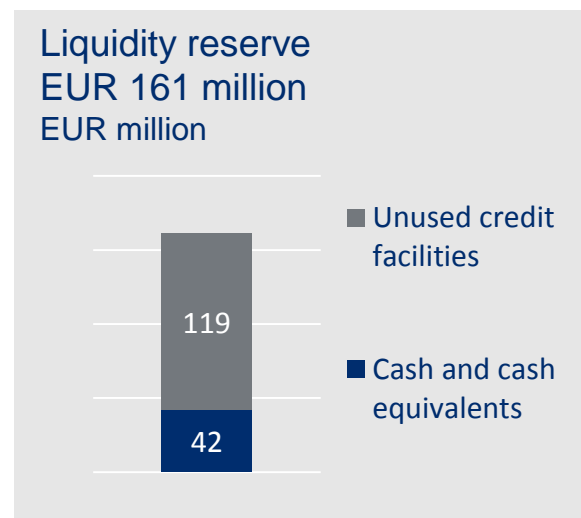 Liquidity reserve
EUR 161 million
EUR million
Unused credit
facilities
119
Cash and cash
equivalents
42